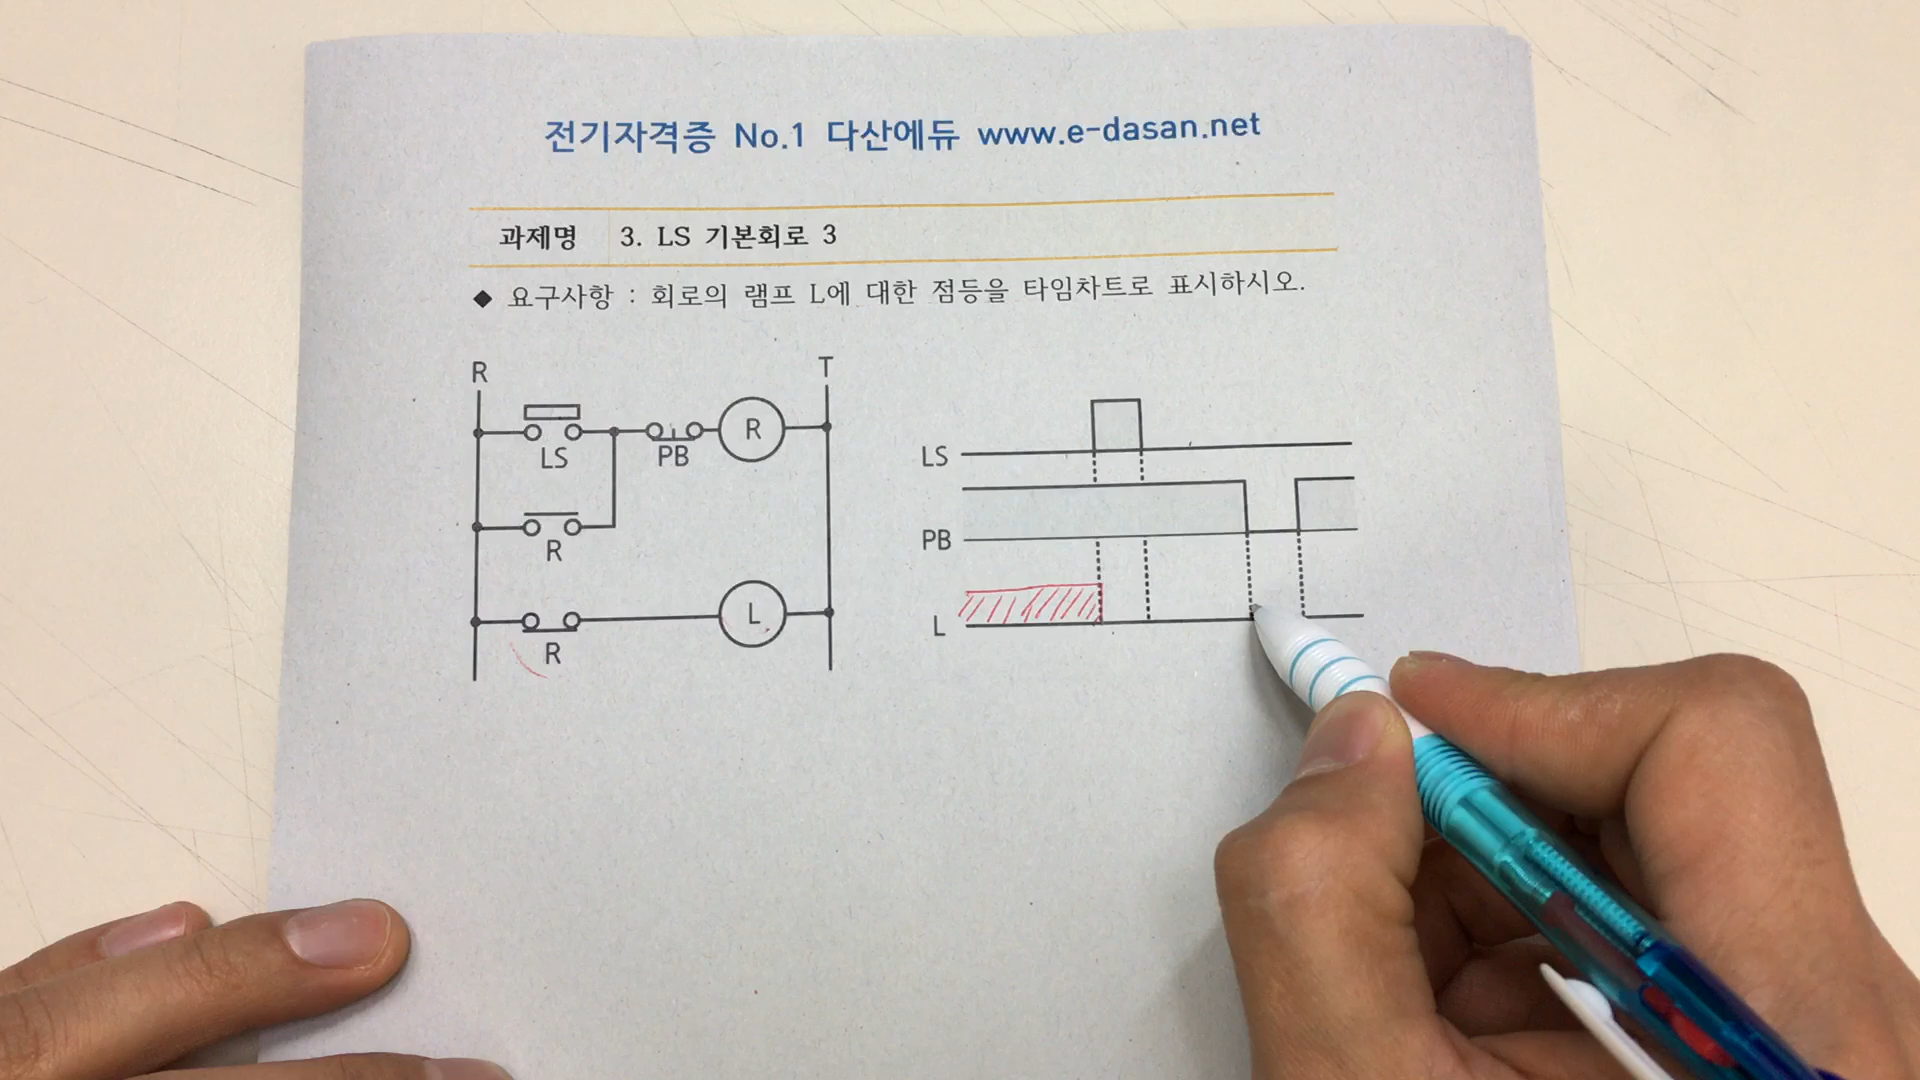 전기자격증 No.1 다산에듀 www.e-dasan.net
과제명 3. LS 기본회로 3
◆ 요구사항 : 회로의 램프 L에 대한 점등을 타임차트로 표시하시오.
R T
LS PB R
R
R L
LS
PB
L